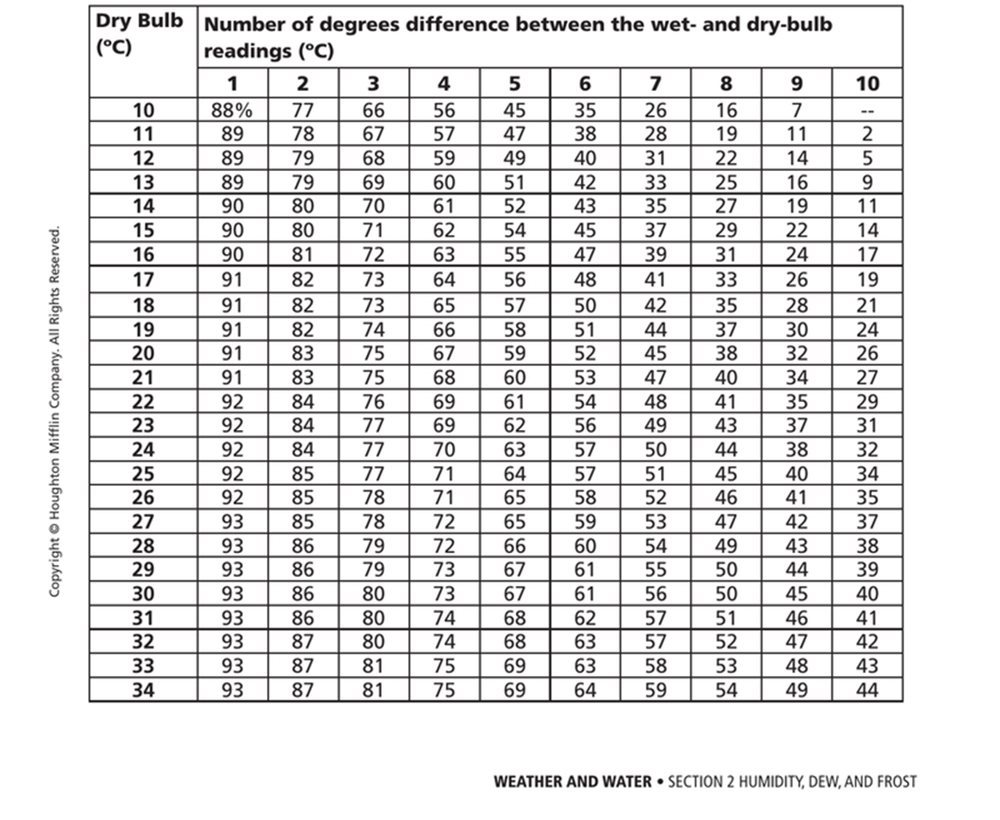 Dry Bulb Number of degrees difference between the wet- and dry-bulb
(ºC) readings (ºC)
1 2 3 4 5 6 7 8 9 10
10 88% 77 66 56 45 35 26 16 7 --
11 89 78 67 57 47 38 28 19 11 2
12 89 79 68 59 49 40 31 22 14 5
13 89 79 69 60 51 42 33 25 16 9
14 90 80 70 61 52 43 35 27 19 11
15 90 80 71 62 54 45 37 29 22 14
16 90 81 72 63 55 47 39 31 24 17
17 91 82 73 64 56 48 41 33 26 19
18 91 82 73 65 57 50 42 35 28 21
19 91 82 74 66 58 51 44 37 30 24
20 91 83 75 67 59 52 45 38 32 26
21 91 83 75 68 60 53 47 40 34 27
22 92 84 76 69 61 54 48 41 35 29
23 92 84 77 69 62 56 49 43 37 31
24 92 84 77 70 63 57 50 44 38 32
25 92 85 77 71 64 57 51 45 40 34
26 92 85 78 71 65 58 52 46 41 35
27 93 85 78 72 65 59 53 47 42 37
28 93 86 79 72 66 60 54 49 43 38
29 93 86 79 73 67 61 55 50 44 39
30 93 86 80 73 67 61 56 50 45 40
31 93 86 80 74 68 62 57 51 46 41
32 93 87 80 74 68 63 57 52 47 42
33 93 87 81 75 69 63 58 53 48 43
34 93 87 81 75 69 64 59 54 49 44
Copyright © Houghton Mifflin Company. All Rights Reserved.
WEATHER AND WATER • SECTION 2 HUMIDITY, DEW, AND FROST